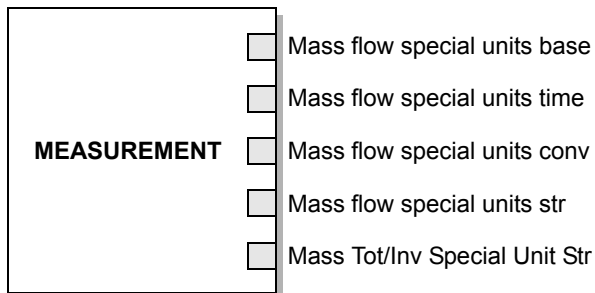 Mass flow special units base
Mass flow special units time
MEASUREMENT
Mass flow special units conv
Mass flow special units str
Mass Tot/Inv Special Unit Str